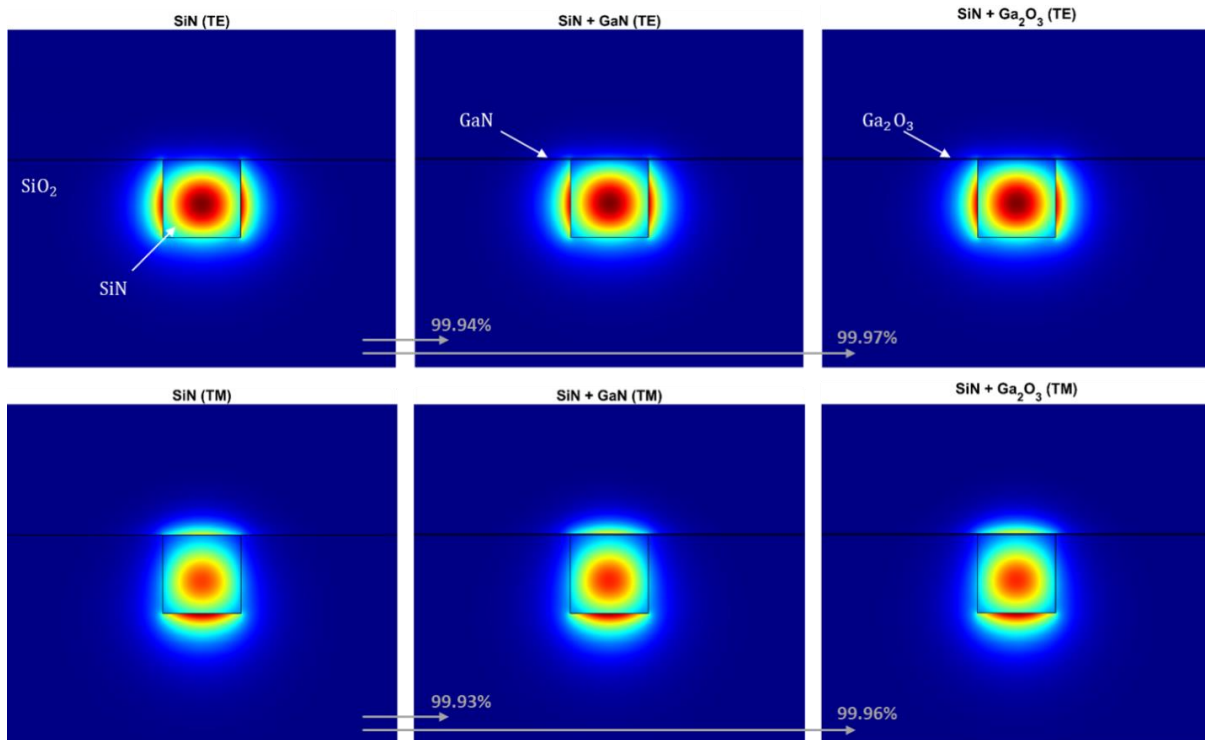 SiN (TE)
SiN + GaN (TE)
SiN + Ga₂O₃ (TE)
GaN
Ga₂O₃
SiO₂
SiN
99.94%
99.97%
SiN (TM)
SiN + GaN (TM)
SiN + Ga₂O₃ (TM)
99.93%
99.96%